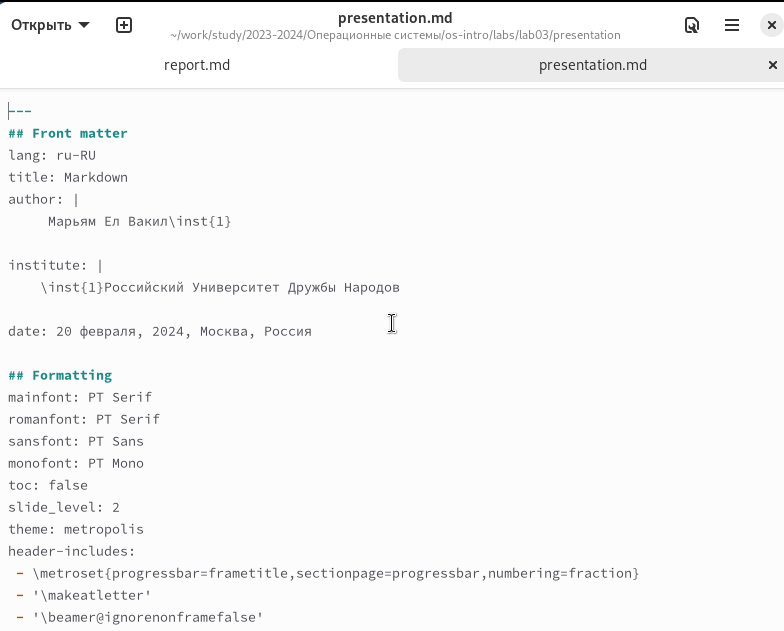 Открыть
presentation.md
~/work/study/2023-2024/Операционные системы/os-intro/labs/lab03/presentation
report.md
presentation.md
---
## Front matter
lang: ru-RU
title: Markdown
author: |
     Марьям Ел Вакил\inst{1}
institute: |
    \inst{1}Российский Университет Дружбы Народов
date: 20 февраля, 2024, Москва, Россия
## Formatting
mainfont: PT Serif
romanfont: PT Serif
sansfont: PT Sans
monofont: PT Mono
toc: false
slide_level: 2
theme: metropolis
header-includes:
 - \metroset{progressbar=frametitle,sectionpage=progressbar,numbering=fraction}
 - '\makeatletter'
 - '\beamer@ignorenonframefalse'